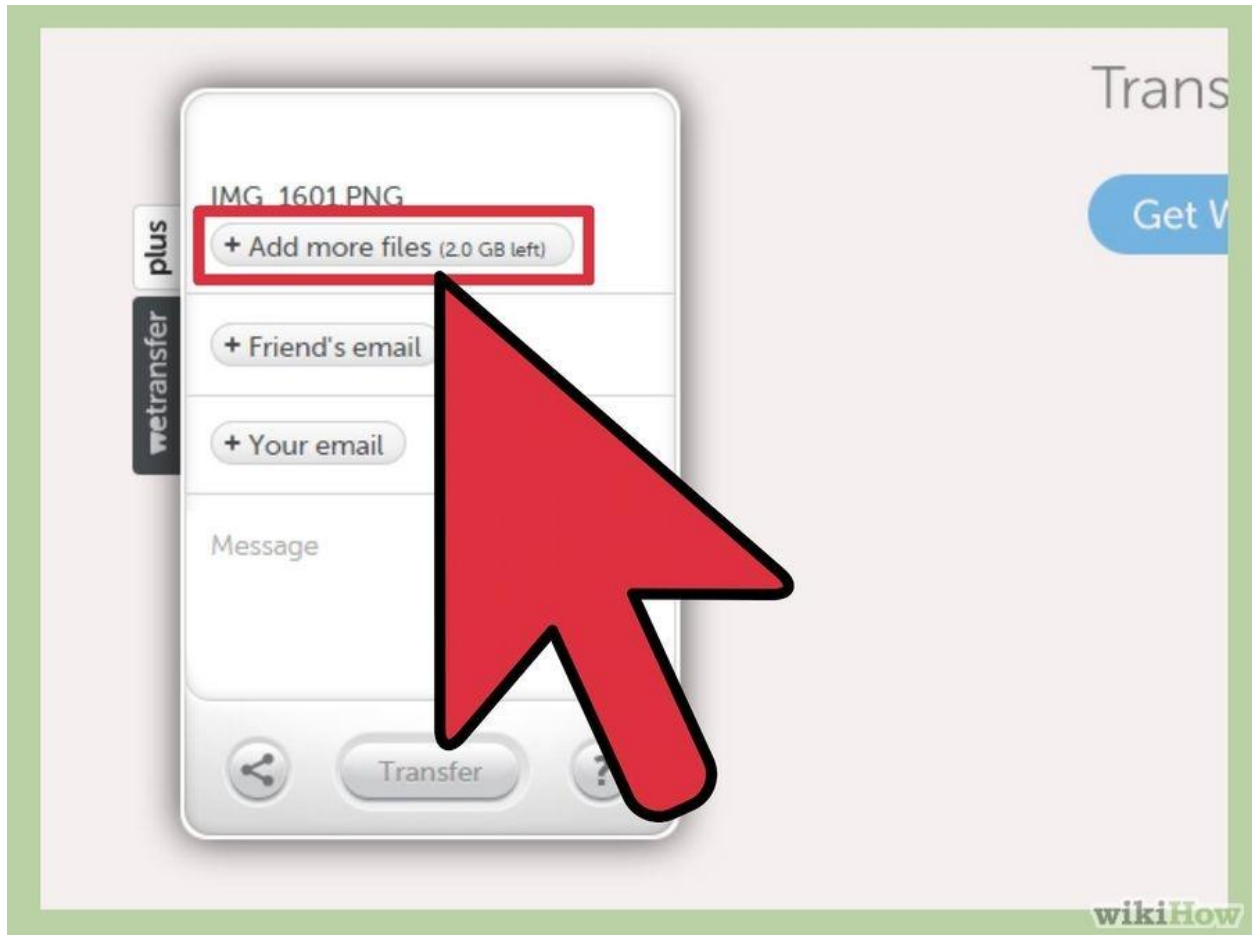 Trans
Get W
IMG_1601.PNG
+ Add more files (2.0 GB left)
plus
wetransfer
+ Friend's email
+ Your email
Message
Transfer
?
wikiHow